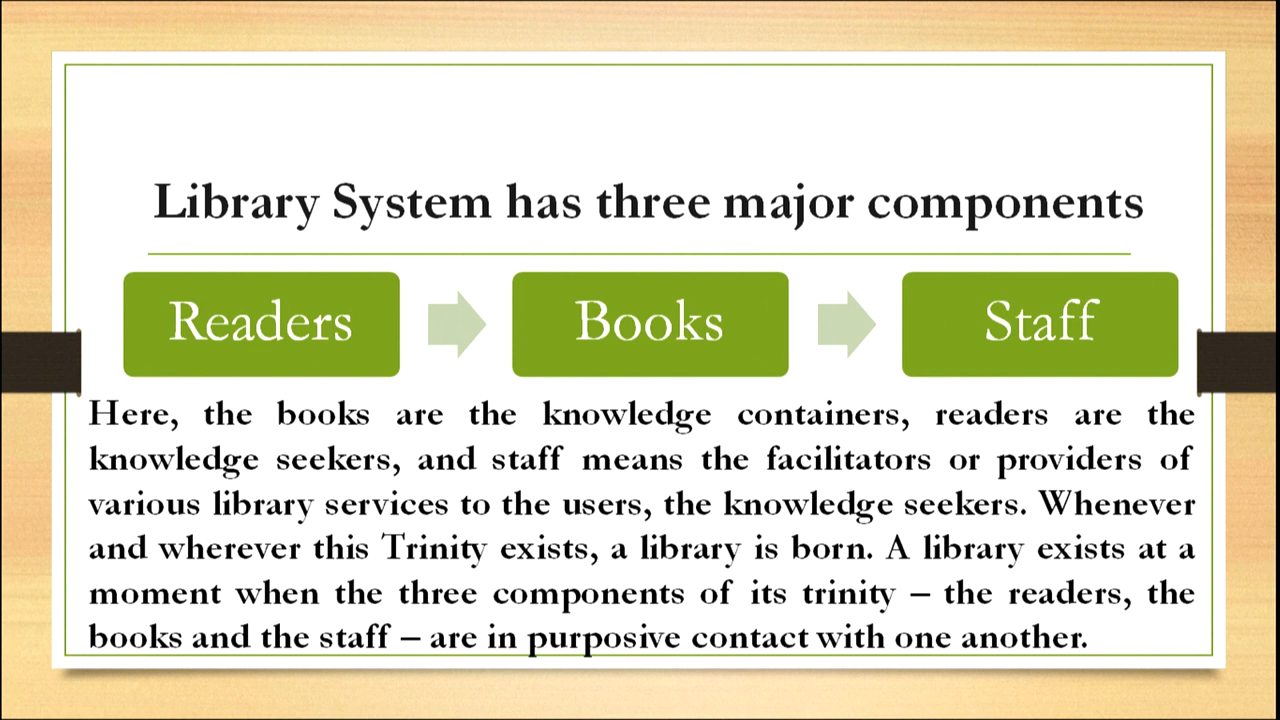 Library System has three major components
Readers
Books
Staff
Here, the books are the knowledge containers, readers are the
knowledge seekers, and staff means the facilitators or providers of
various library services to the users, the knowledge seekers. Whenever
and wherever this Trinity exists, a library is born. A library exists at a
moment when the three components of its trinity – the readers, the
books and the staff – are in purposive contact with one another.